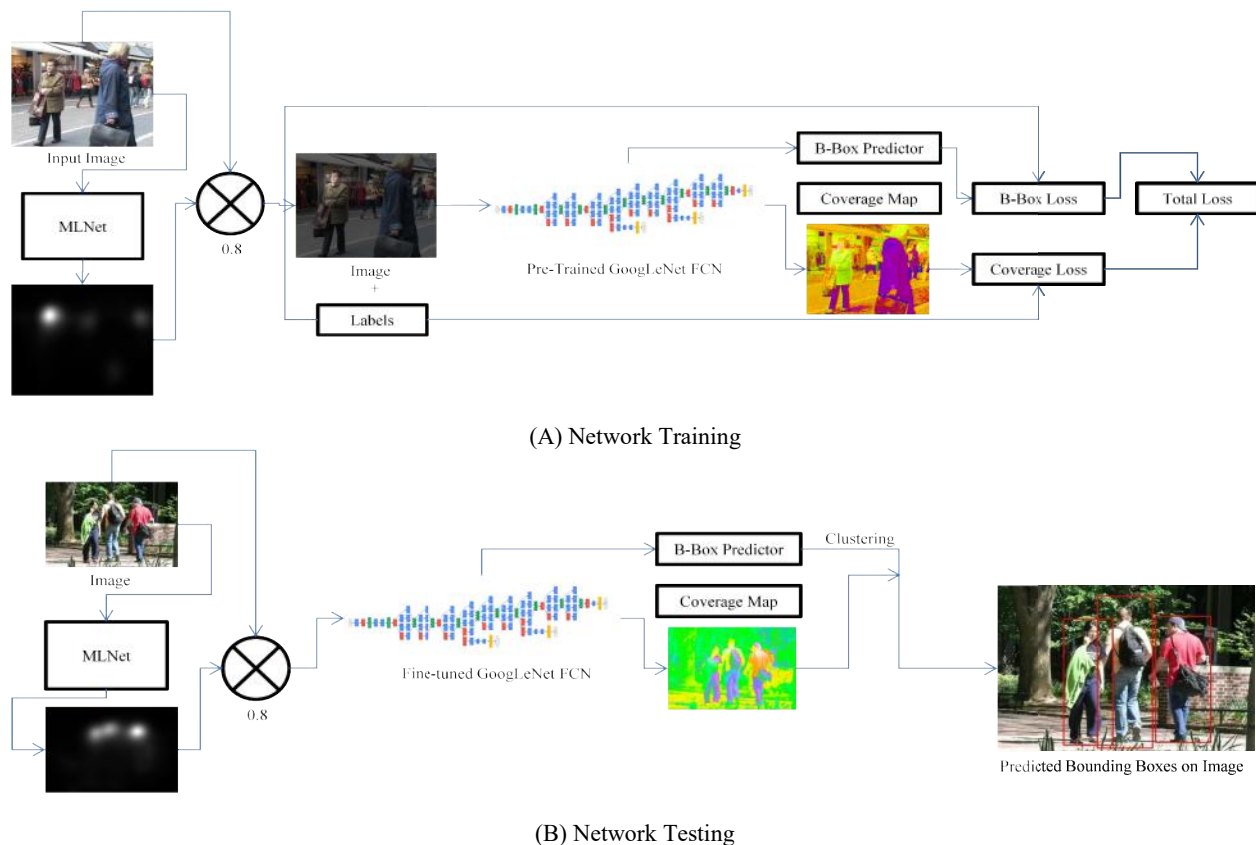 Input Image
MLNet
0.8
Image
+
Labels
Pre-Trained GoogLeNet FCN
B-Box Predictor
Coverage Map
B-Box Loss
Coverage Loss
Total Loss
(A) Network Training
Image
MLNet
0.8
Fine-tuned GoogLeNet FCN
B-Box Predictor
Coverage Map
Clustering
Predicted Bounding Boxes on Image
(B) Network Testing